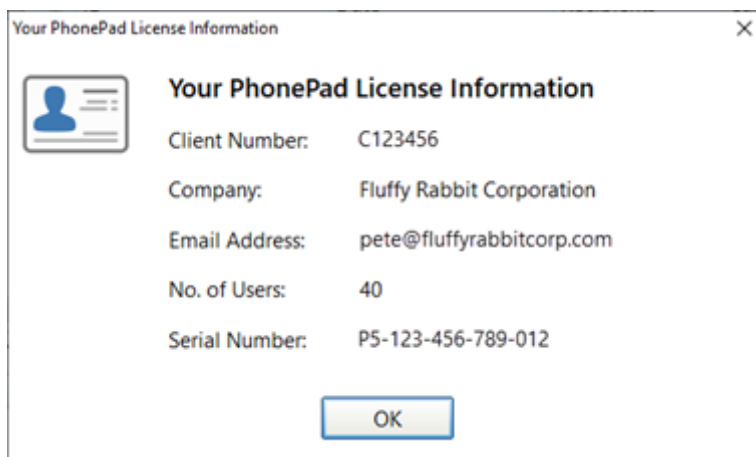 Your PhonePad License Information
Your PhonePad License Information
Client Number: C123456
Company: Fluffy Rabbit Corporation
Email Address: pete@fluffyrabbitcorp.com
No. of Users: 40
Serial Number: P5-123-456-789-012
OK